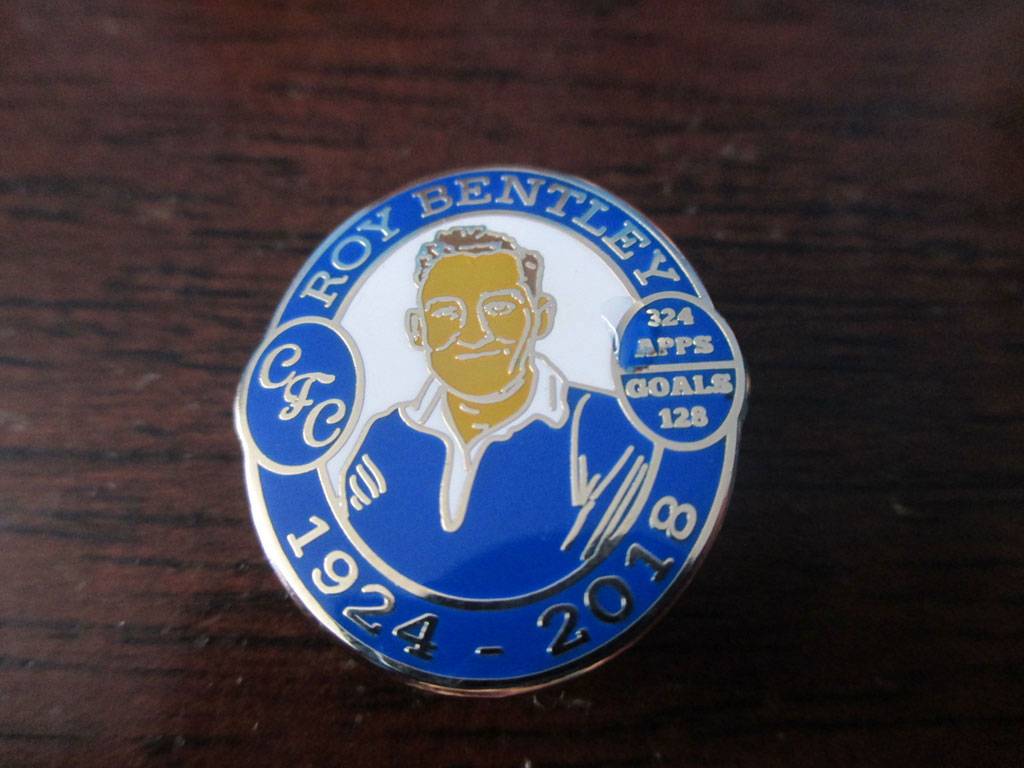 ROY BENTLEY
CFC
324
APPS
GOALS
128
1924 - 2018